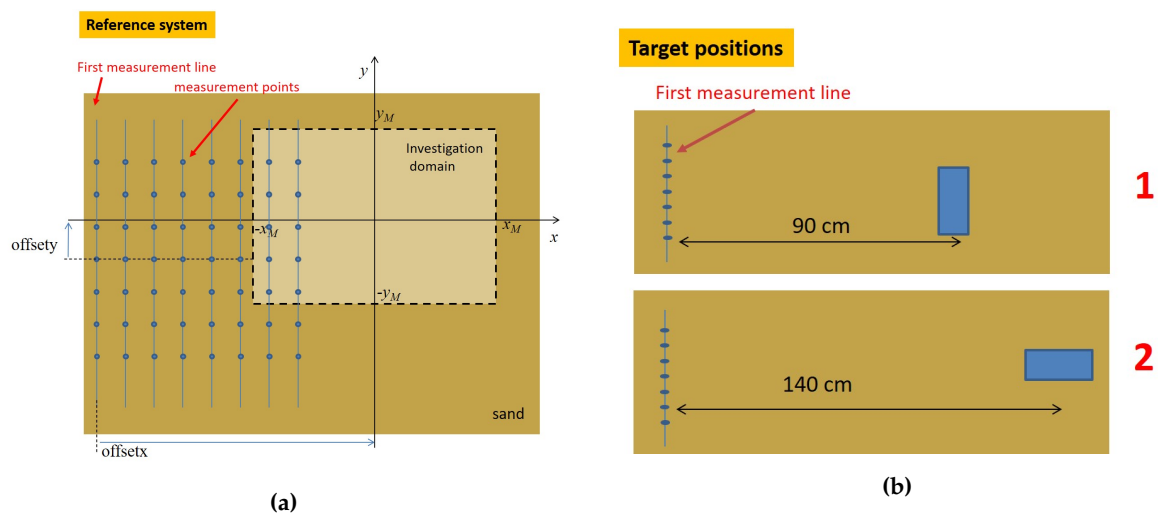 Reference system
First measurement line
measurement points
y
y_M
Investigation
domain
-x_M
x_M
x
offsety
-y_M
sand
offsetx
(a)
Target positions
First measurement line
90 cm
1
140 cm
2
(b)